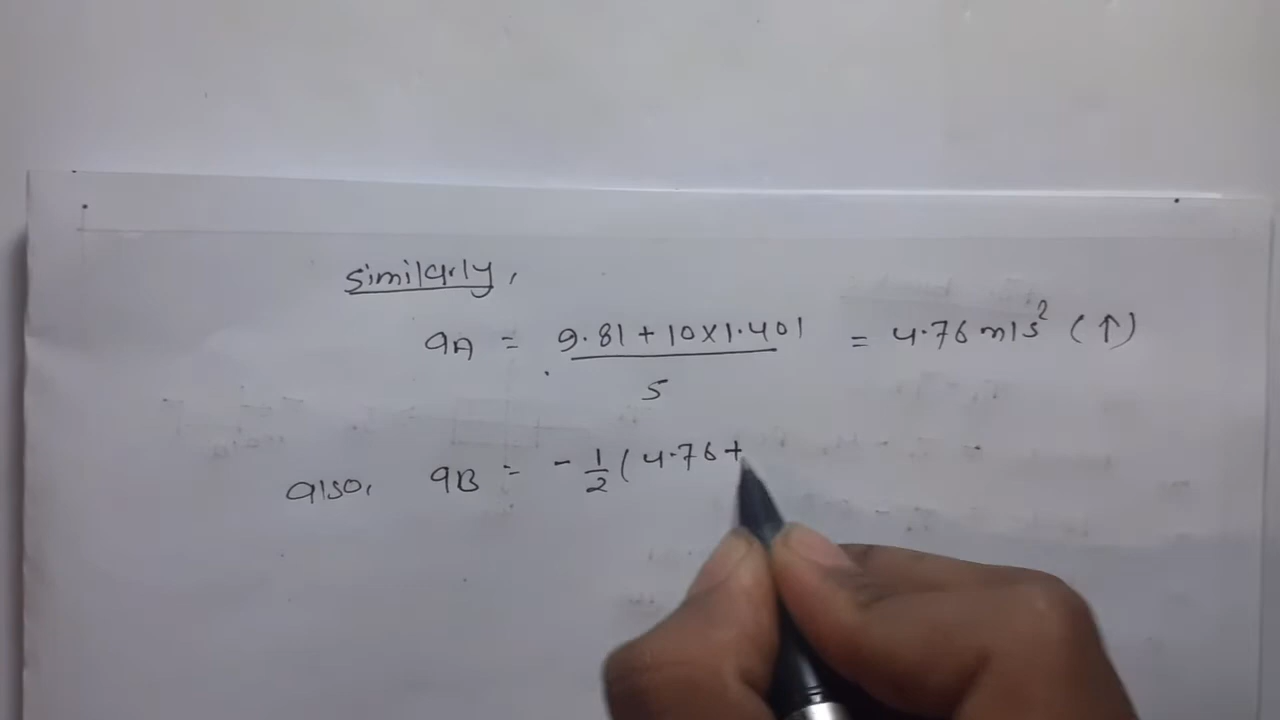 Similarly,
aA = 9.81 + 10 x 1.401 / 5 = 4.76 m/s² (↑)
also, aB = - 1/2 ( 4.76 +